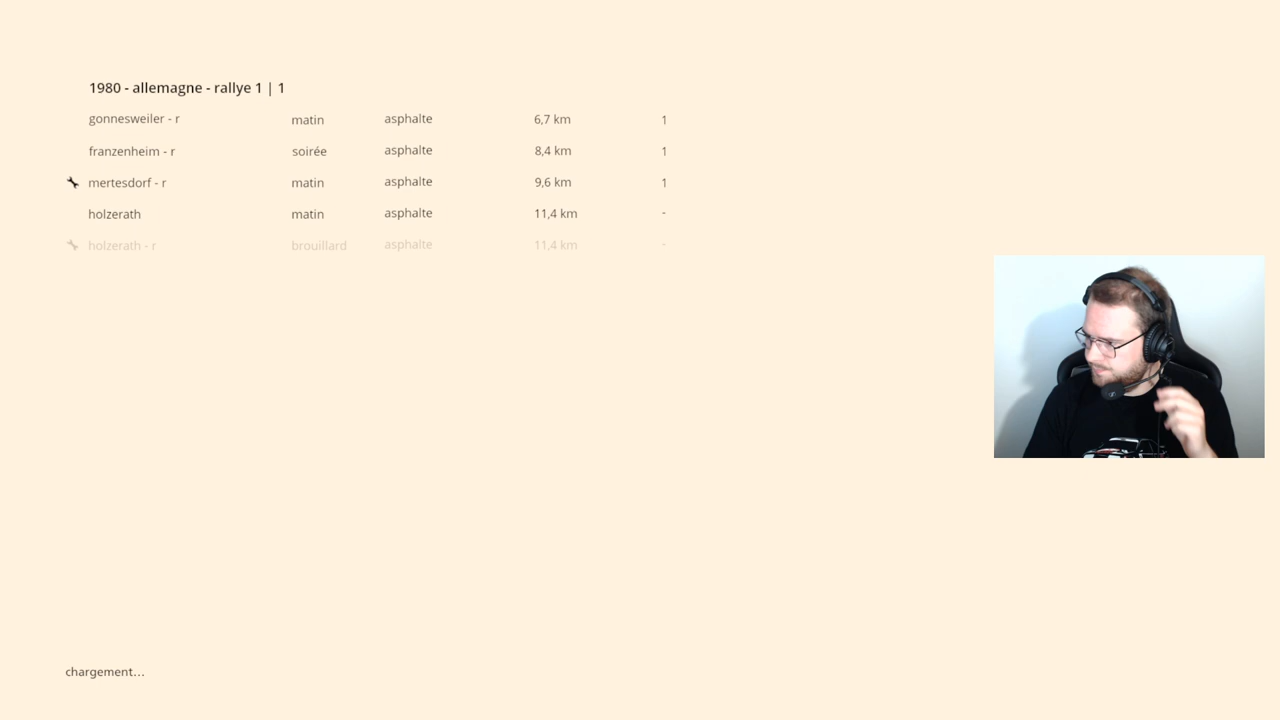 1980 - allemagne - rallye 1 | 1
gonnesweiler - r matin asphalte 6,7 km 1
franzenheim - r soirée asphalte 8,4 km 1
mertesdorf - r matin asphalte 9,6 km 1
holzerath matin asphalte 11,4 km -
holzerath - r brouillard asphalte 11,4 km -
chargement...